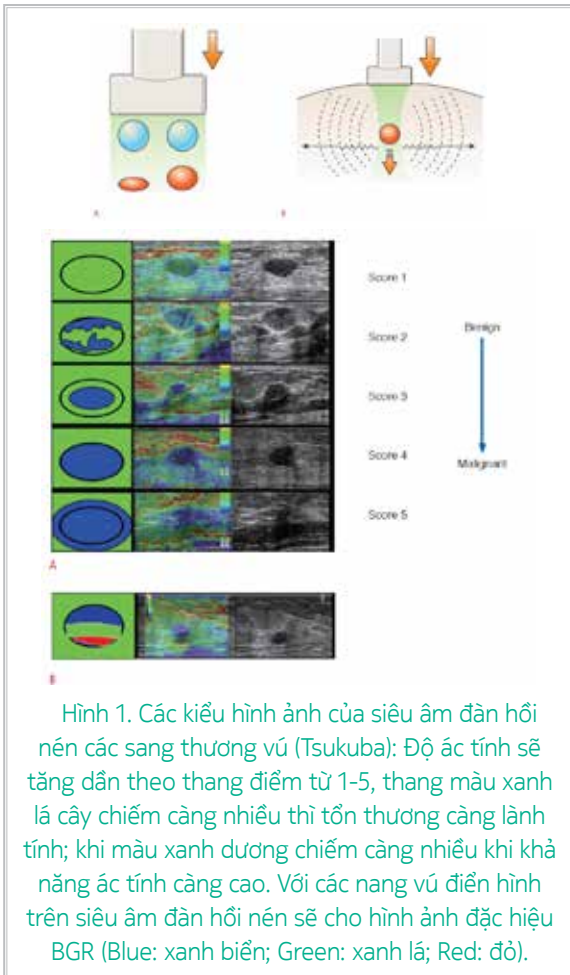 A
B
Score 1
Score 2
Benign
Score 3
Score 4
Malignant
Score 5
A
B
Hình 1. Các kiểu hình ảnh của siêu âm đàn hồi
nén các sang thương vú (Tsukuba): Độ ác tính sẽ
tăng dần theo thang điểm từ 1-5, thang màu xanh
lá cây chiếm càng nhiều thì tổn thương càng lành
tính; khi màu xanh dương chiếm càng nhiều khi khả
năng ác tính càng cao. Với các nang vú điển hình
trên siêu âm đàn hồi nén sẽ cho hình ảnh đặc hiệu
BGR (Blue: xanh biển; Green: xanh lá; Red: đỏ).